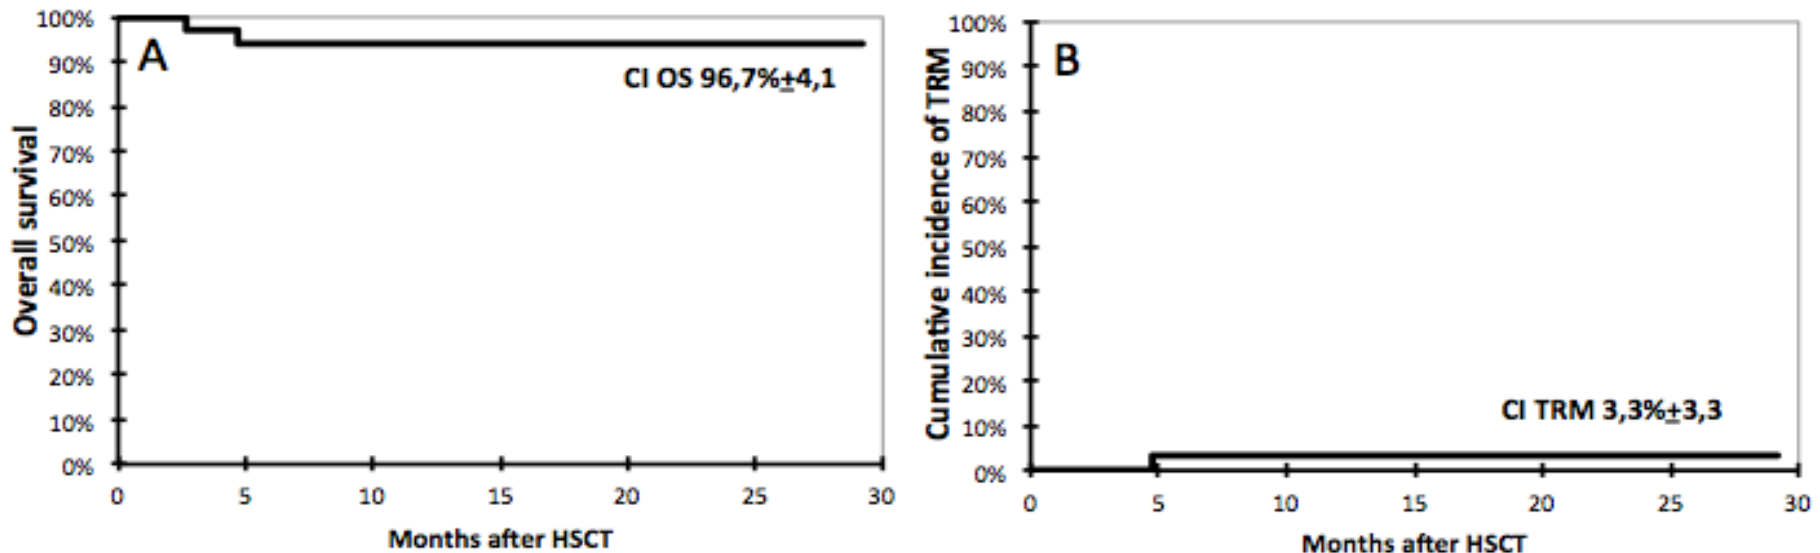 A
Overall survival
100%
90%
80%
70%
60%
50%
40%
30%
20%
10%
0%
CI OS 96,7%±4,1
0 5 10 15 20 25 30
Months after HSCT
B
Cumulative incidence of TRM
100%
90%
80%
70%
60%
50%
40%
30%
20%
10%
0%
CI TRM 3,3%±3,3
0 5 10 15 20 25 30
Months after HSCT